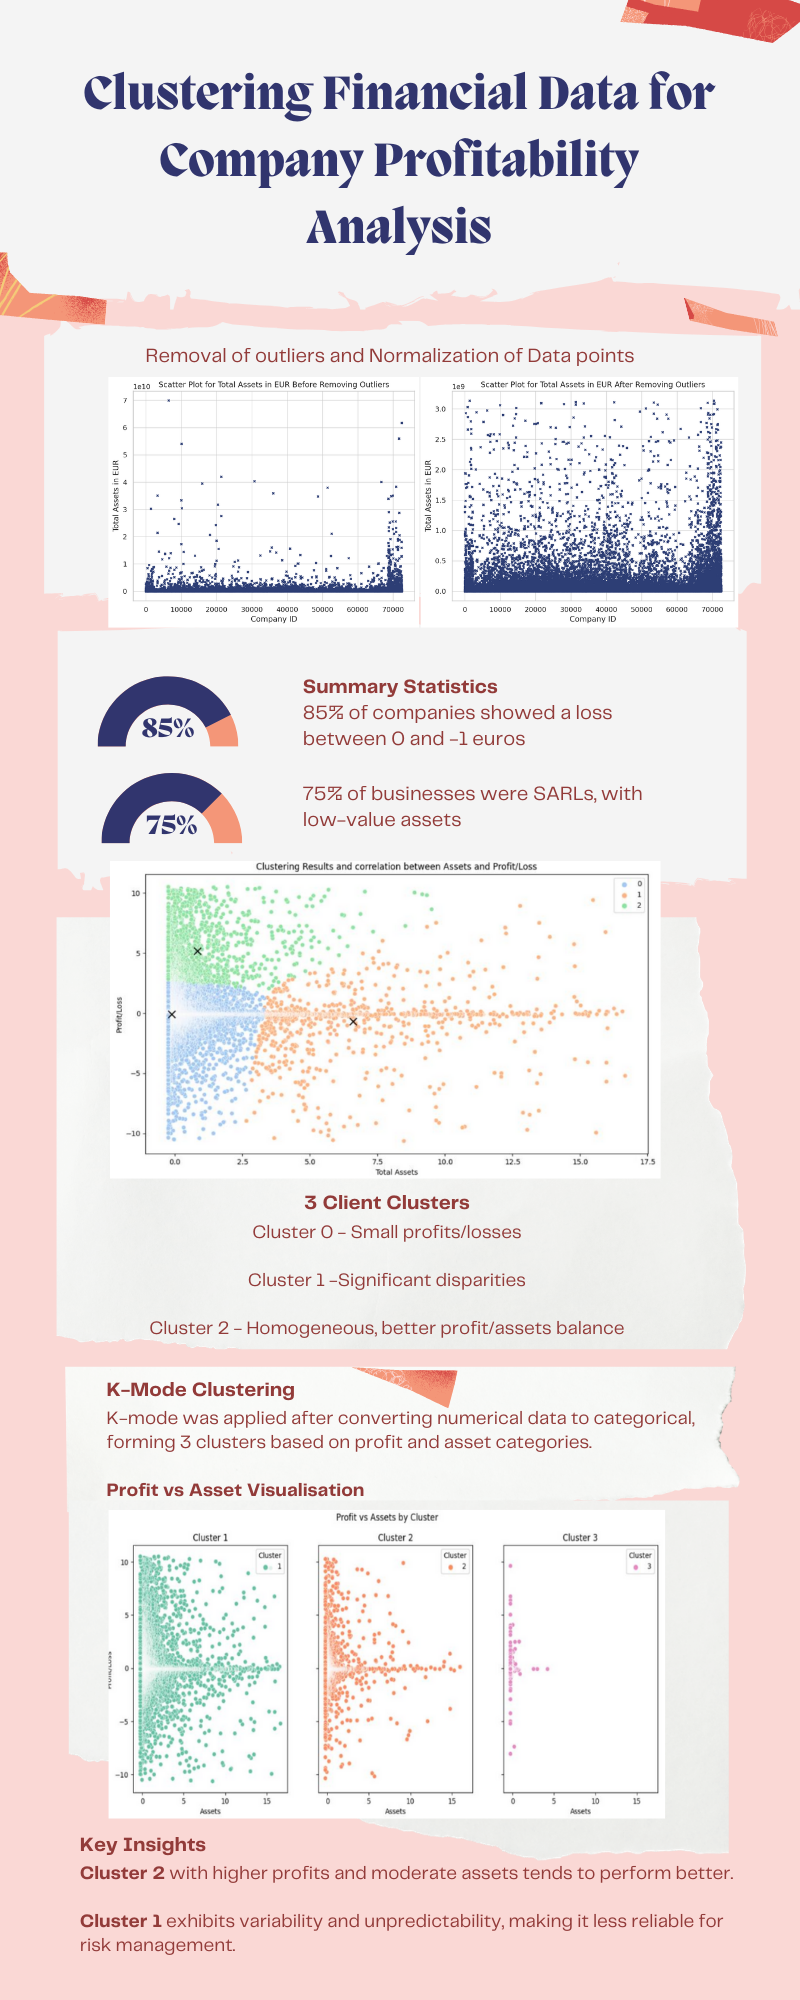 Clustering Financial Data for
Company Profitability
Analysis
Removal of outliers and Normalization of Data points
Scatter Plot for Total Assets in EUR Before Removing Outliers
1e10
7
6
5
4
3
2
1
0
Total Assets in EUR
0 10000 20000 30000 40000 50000 60000 70000
Company ID
Scatter Plot for Total Assets in EUR After Removing Outliers
1e9
3.0
2.5
2.0
1.5
1.0
0.5
0.0
Total Assets in EUR
0 10000 20000 30000 40000 50000 60000 70000
Company ID
85%
Summary Statistics
85% of companies showed a loss
between 0 and -1 euros
75%
75% of businesses were SARLs, with
low-value assets
Clustering Results and correlation between Assets and Profit/Loss
0
1
2
10
5
0
−5
−10
Profit/Loss
0.0 2.5 5.0 7.5 10.0 12.5 15.0 17.5
Total Assets
3 Client Clusters
Cluster 0 - Small profits/losses
Cluster 1 -Significant disparities
Cluster 2 - Homogeneous, better profit/assets balance
K-Mode Clustering
K-mode was applied after converting numerical data to categorical,
forming 3 clusters based on profit and asset categories.
Profit vs Asset Visualisation
Profit vs Assets by Cluster
Cluster 1
Cluster
1
10
5
0
−5
−10
0 5 10 15
Assets
Cluster 2
Cluster
2
0 5 10 15
Assets
Cluster 3
Cluster
3
0 5 10 15
Assets
Key Insights
Cluster 2 with higher profits and moderate assets tends to perform better.
Cluster 1 exhibits variability and unpredictability, making it less reliable for
risk management.